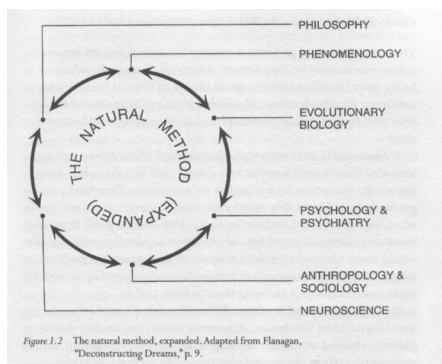 PHILOSOPHY
PHENOMENOLOGY
EVOLUTIONARY
BIOLOGY
THE NATURAL METHOD
(EXPANDED)
PSYCHOLOGY &
PSYCHIATRY
ANTHROPOLOGY &
SOCIOLOGY
NEUROSCIENCE
Figure 1.2 The natural method, expanded. Adapted from Flanagan,
"Deconstructing Dreams," p. 9.